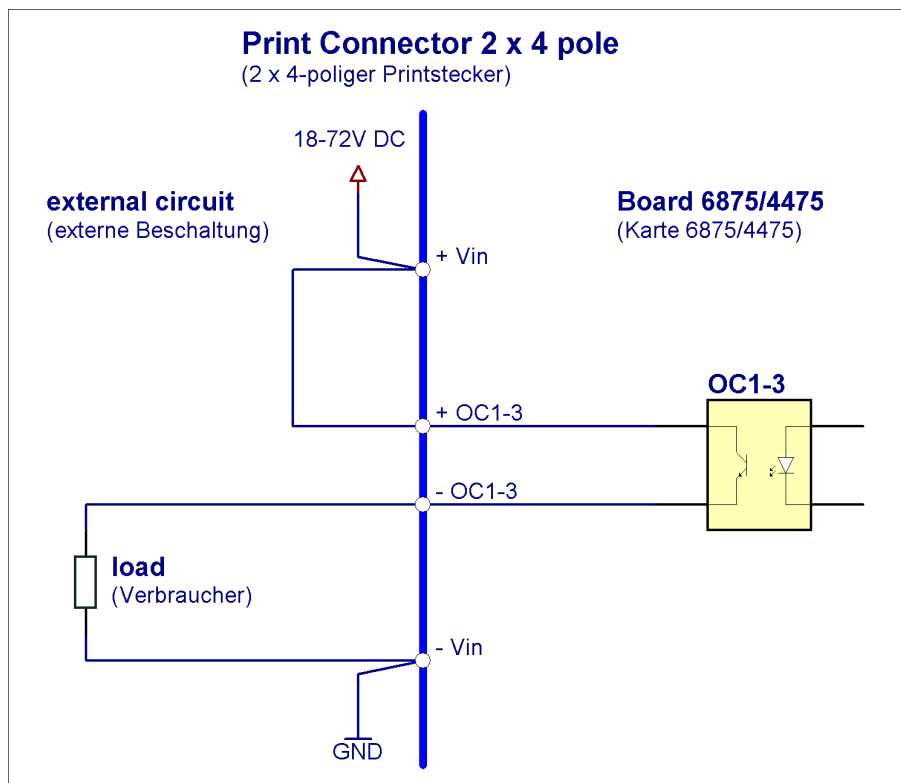 Print Connector 2 x 4 pole
(2 x 4-poliger Printstecker)
18-72V DC
external circuit
(externe Beschaltung)
Board 6875/4475
(Karte 6875/4475)
+ Vin
OC1-3
+ OC1-3
- OC1-3
load
(Verbraucher)
- Vin
GND